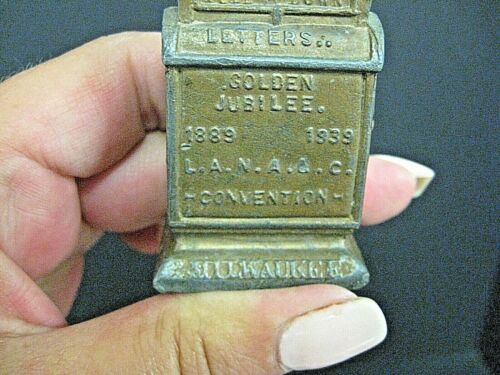 LETTERS..
GOLDEN
JUBILEE.
1889 1939
L.A.N.A.L.C.
-CONVENTION-
MILWAUKEE